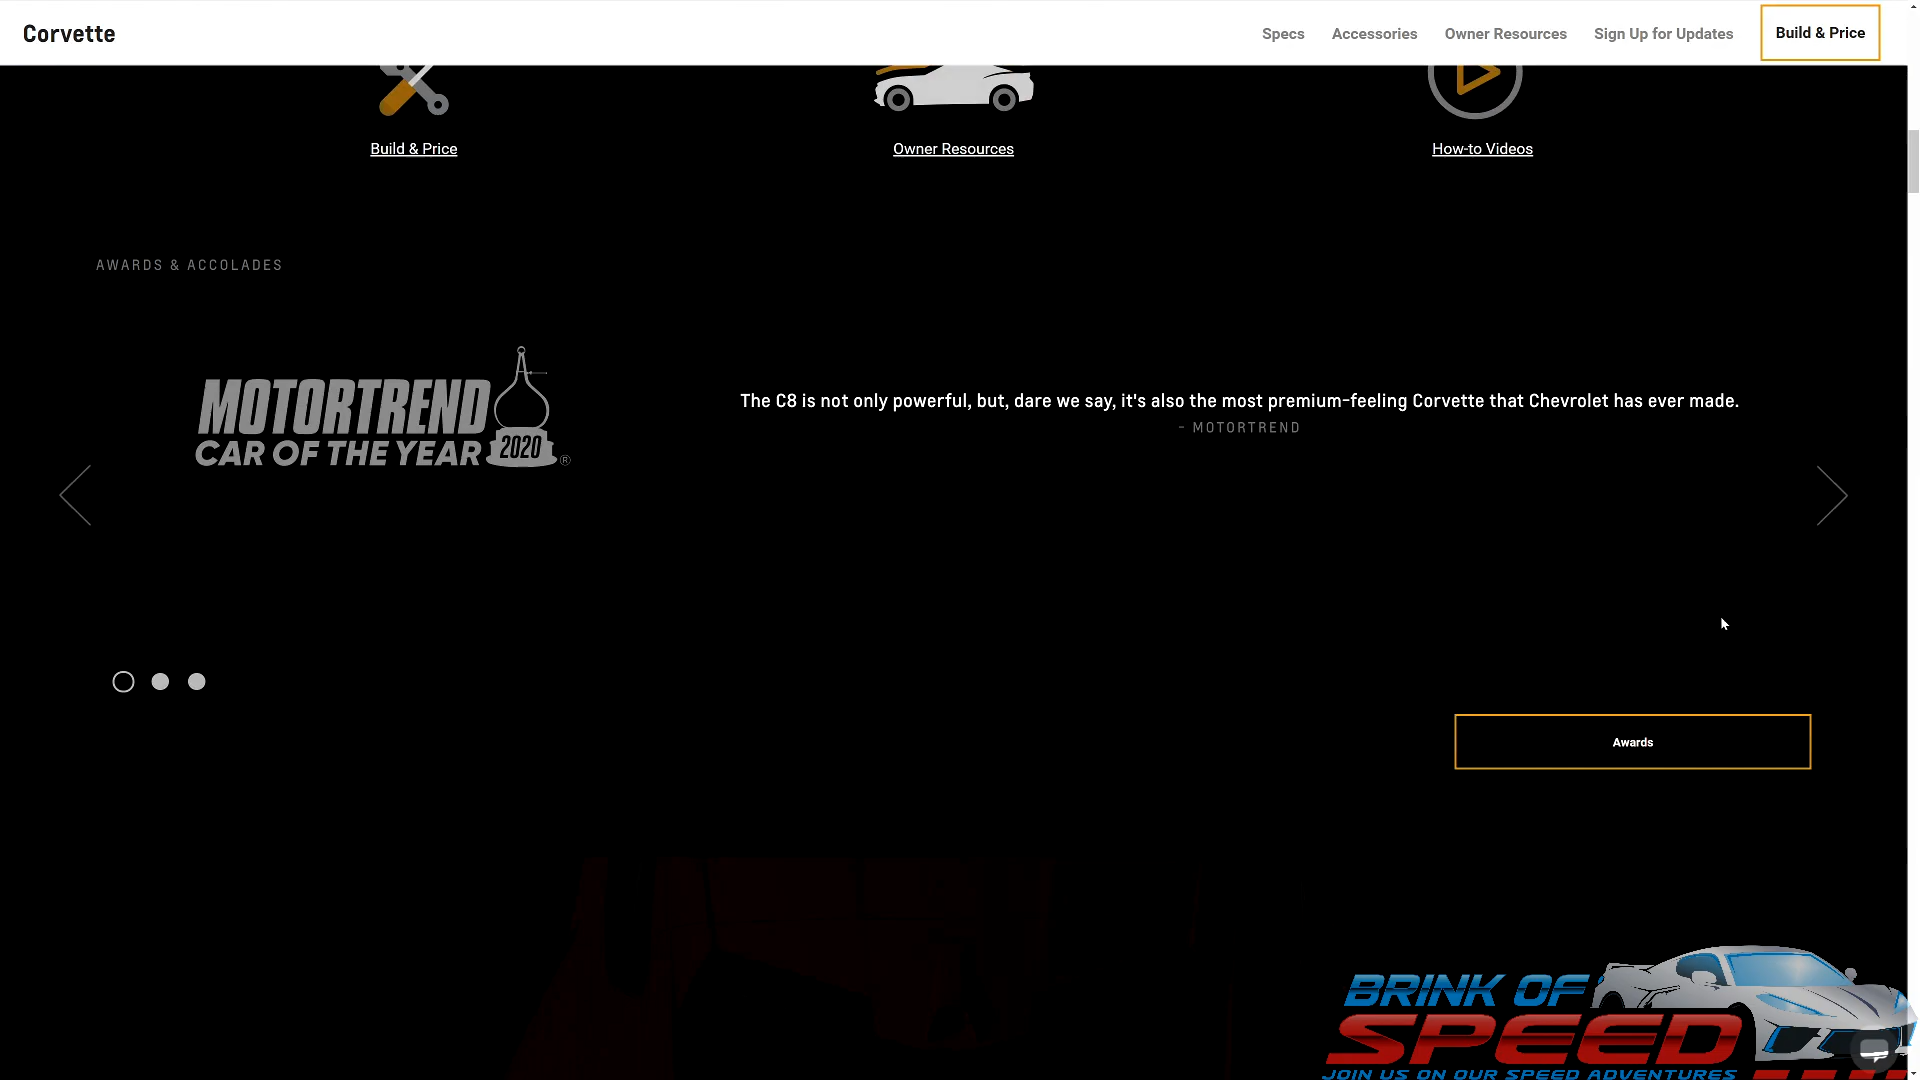 Corvette
Specs
Accessories
Owner Resources
Sign Up for Updates
Build & Price
Build & Price
Owner Resources
How-to Videos
AWARDS & ACCOLADES
MOTORTREND
CAR OF THE YEAR 2020 ®
The C8 is not only powerful, but, dare we say, it's also the most premium-feeling Corvette that Chevrolet has ever made.
- MOTORTREND
Awards
BRINK OF
SPEED
JOIN US ON OUR SPEED ADVENTURES